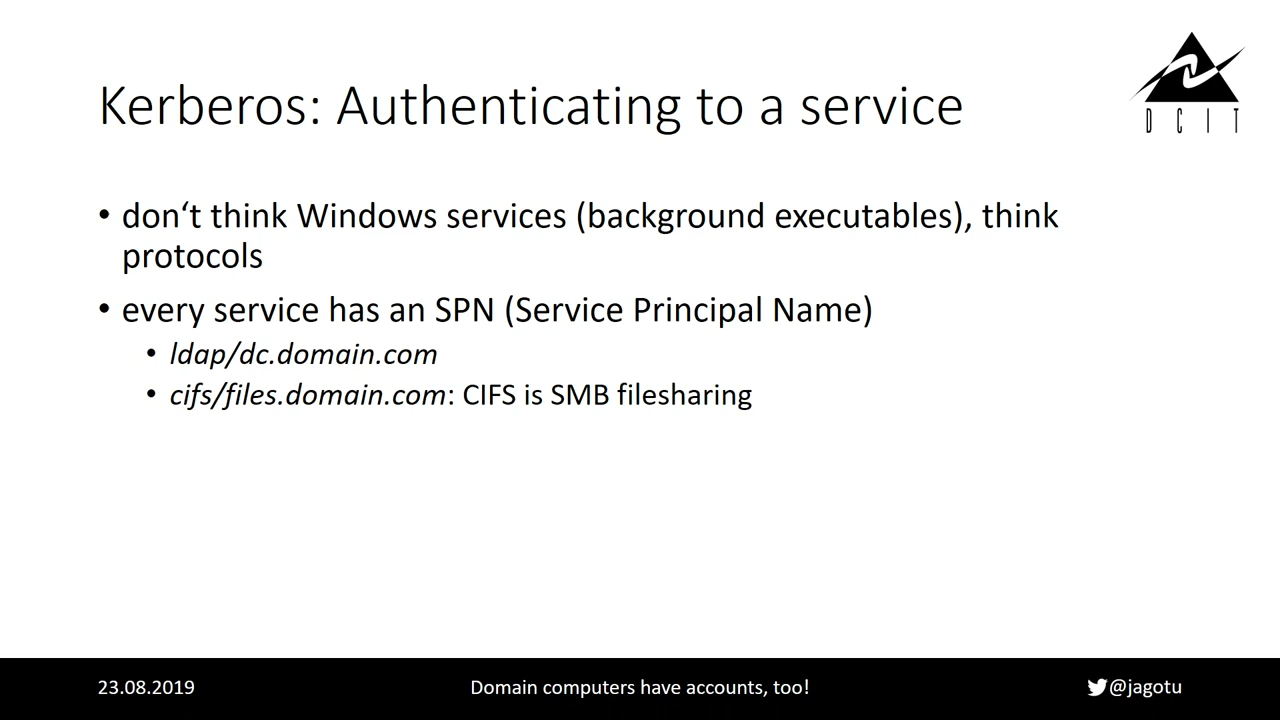 Kerberos: Authenticating to a service
DCIT
• don‘t think Windows services (background executables), think
protocols
• every service has an SPN (Service Principal Name)
• ldap/dc.domain.com
• cifs/files.domain.com: CIFS is SMB filesharing
23.08.2019
Domain computers have accounts, too!
@jagotu